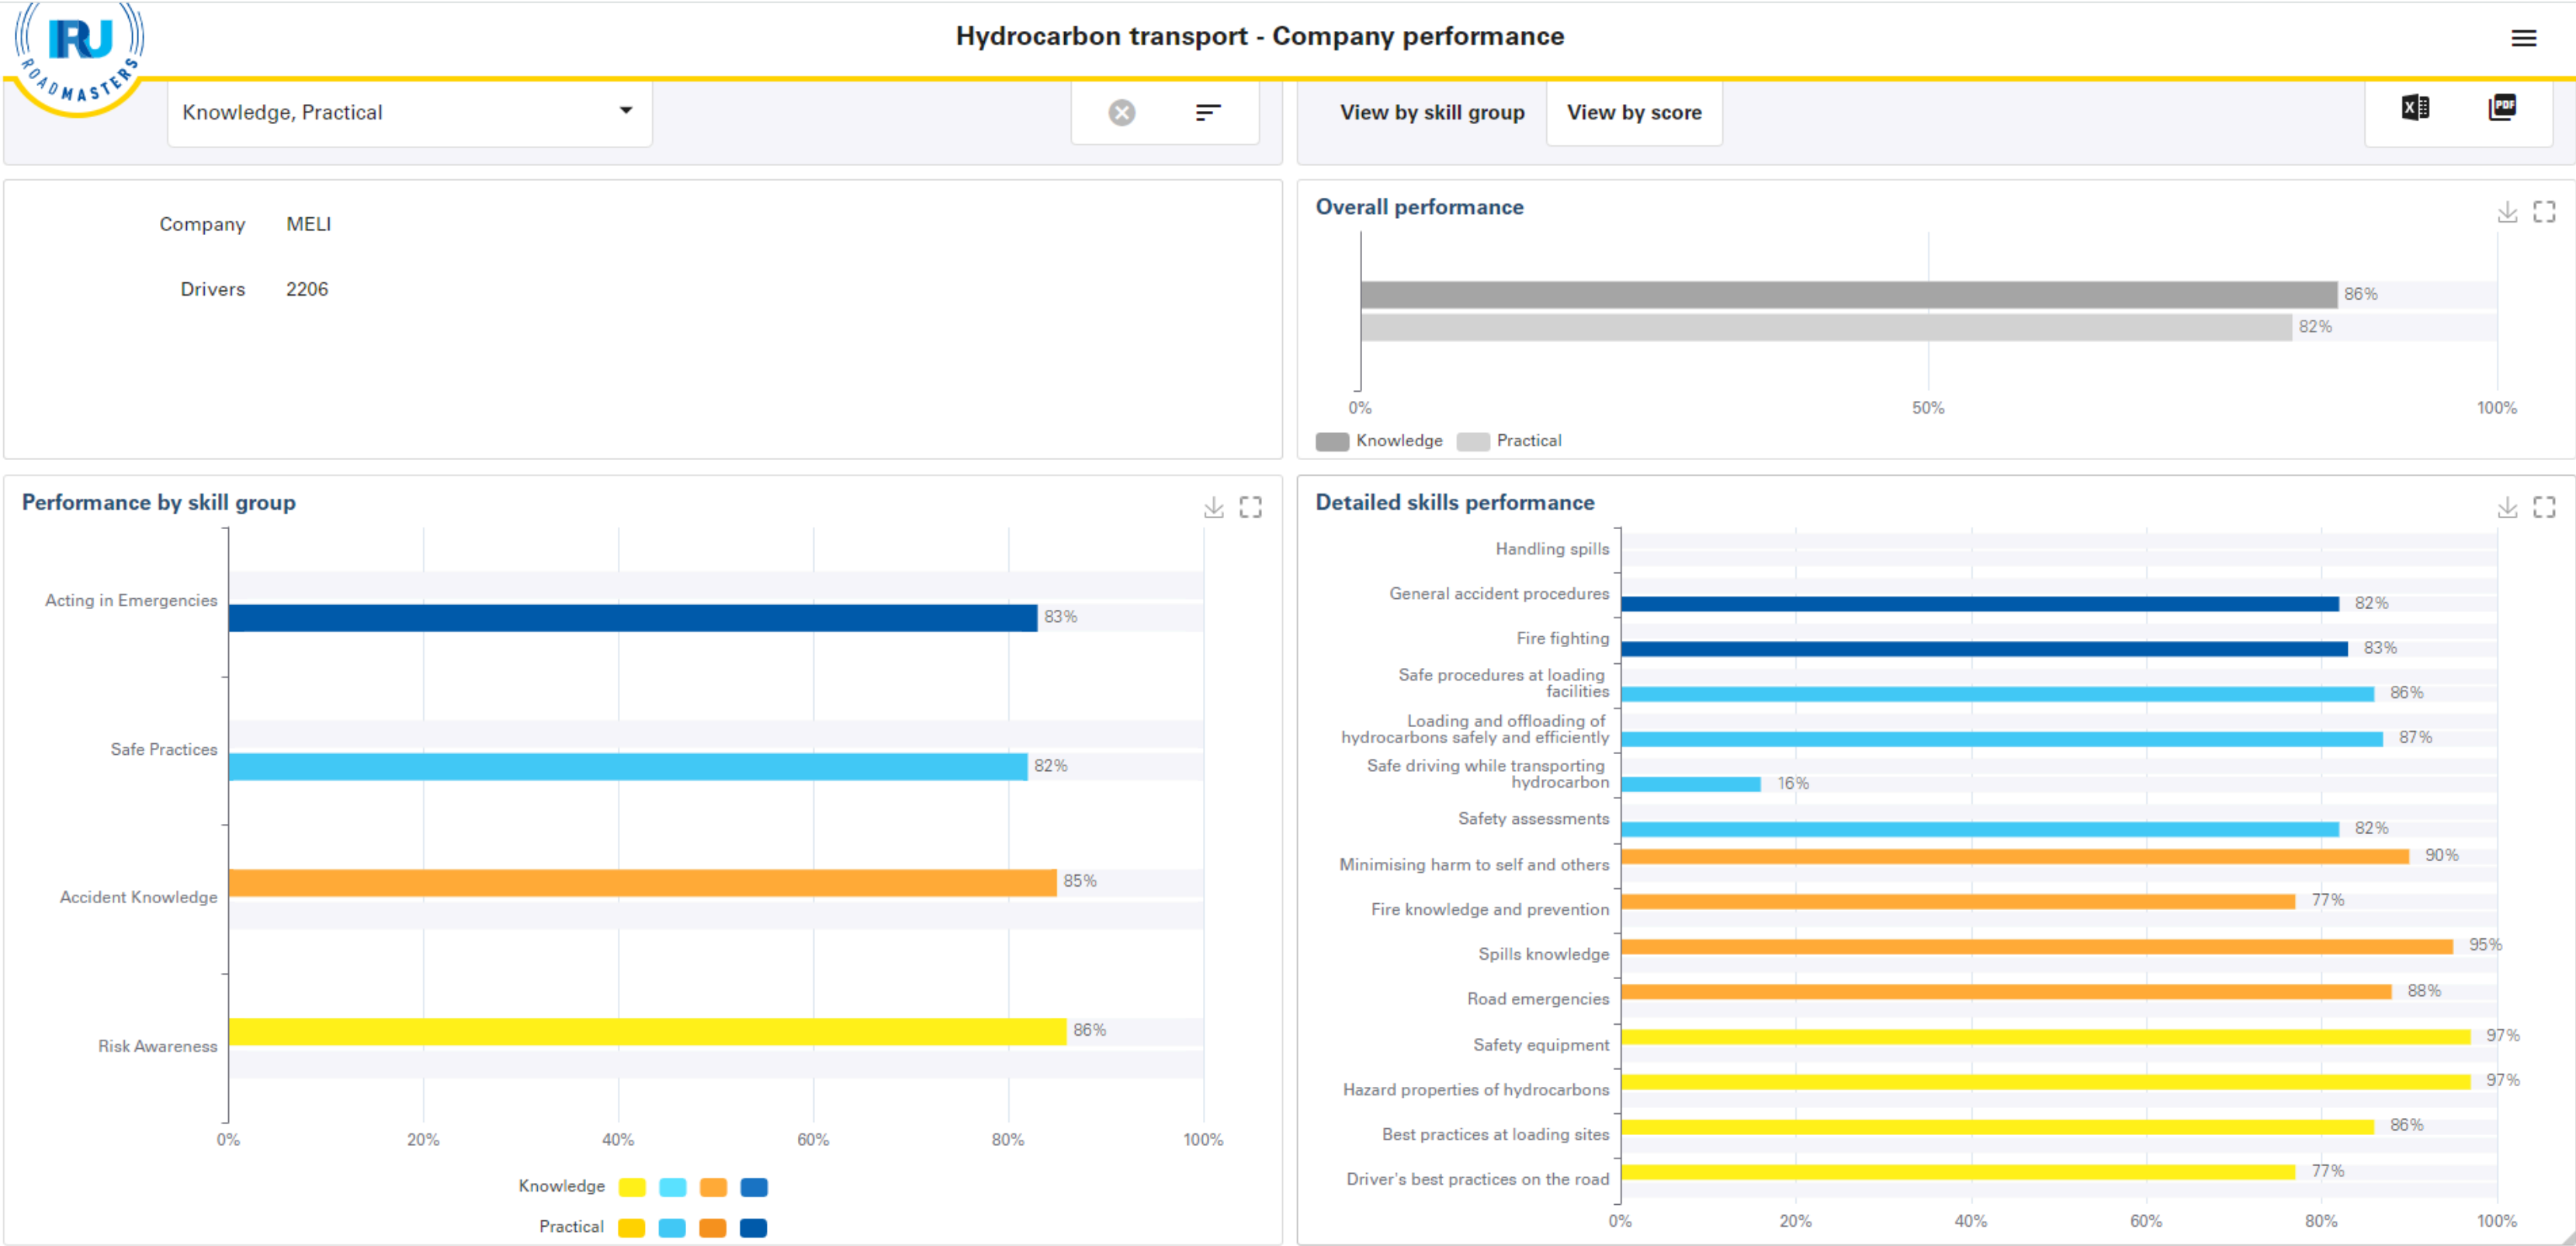 IRU
ROADMASTERS
Hydrocarbon transport - Company performance
Knowledge, Practical
View by skill group
View by score
X
PDF
Company MELI
Drivers 2206
Overall performance
86%
82%
0% 50% 100%
Knowledge Practical
Performance by skill group
Acting in Emergencies
83%
Safe Practices
82%
Accident Knowledge
85%
Risk Awareness
86%
0% 20% 40% 60% 80% 100%
Knowledge
Practical
Detailed skills performance
Handling spills
General accident procedures
82%
Fire fighting
83%
Safe procedures at loading
facilities
86%
Loading and offloading of
hydrocarbons safely and efficiently
87%
Safe driving while transporting
hydrocarbon
16%
Safety assessments
82%
Minimising harm to self and others
90%
Fire knowledge and prevention
77%
Spills knowledge
95%
Road emergencies
88%
Safety equipment
97%
Hazard properties of hydrocarbons
97%
Best practices at loading sites
86%
Driver's best practices on the road
77%
0% 20% 40% 60% 80% 100%